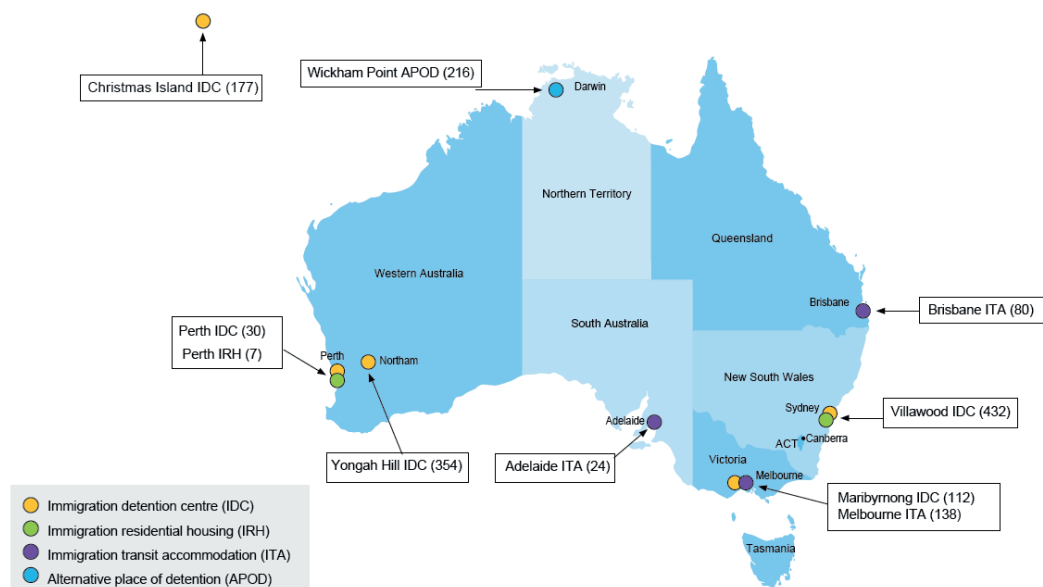 Christmas Island IDC (177)
Wickham Point APOD (216)
Darwin
Northern Territory
Queensland
Western Australia
South Australia
Brisbane
Brisbane ITA (80)
Perth IDC (30)
Perth IRH (7)
Perth
Northam
New South Wales
Sydney
Villawood IDC (432)
Adelaide
Canberra
ACT
Yongah Hill IDC (354)
Adelaide ITA (24)
Victoria
Melbourne
Maribyrnong IDC (112)
Melbourne ITA (138)
Tasmania
Immigration detention centre (IDC)
Immigration residential housing (IRH)
Immigration transit accommodation (ITA)
Alternative place of detention (APOD)